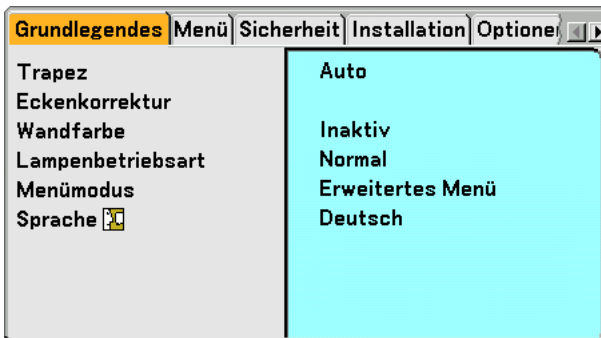 Grundlegendes Menü Sicherheit Installation Optionen
Trapez Auto
Eckenkorrektur
Wandfarbe Inaktiv
Lampenbetriebsart Normal
Menümodus Erweitertes Menü
Sprache Deutsch